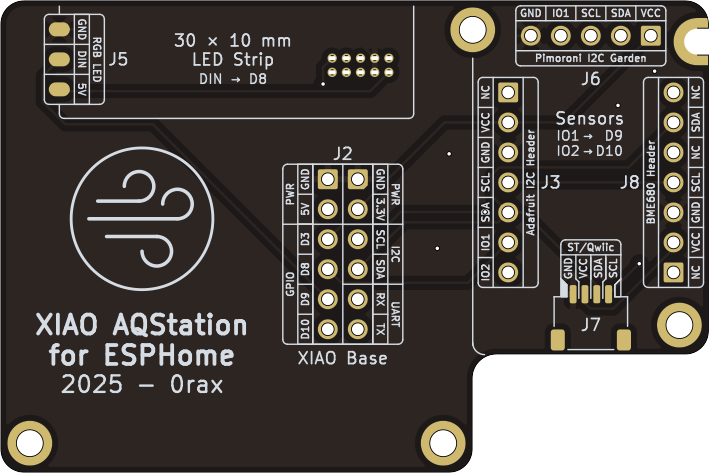 GND
DIN
5V
RGB LED
J5
30 × 10 mm
LED Strip
DIN → D8
GND IO1 SCL SDA VCC
Pimoroni I2C Garden
J6
NC
VCC
GND
SCL
SDA
IO1
IO2
Adafruit I2C Header
J3
Sensors
IO1→ D9
IO2→D10
J8
BME680 Header
NC
SDA
NC
SCL
GND
VCC
NC
J2
PWR
GND
5V
GPIO
D3
D8
D9
D10
GND
3.3V
PWR
SCL
SDA
I2C
RX
TX
UART
XIAO Base
ST/Qwiic
GND
VCC
SDA
SCL
J7
XIAO AQStation
for ESPHome
2025 – 0rax